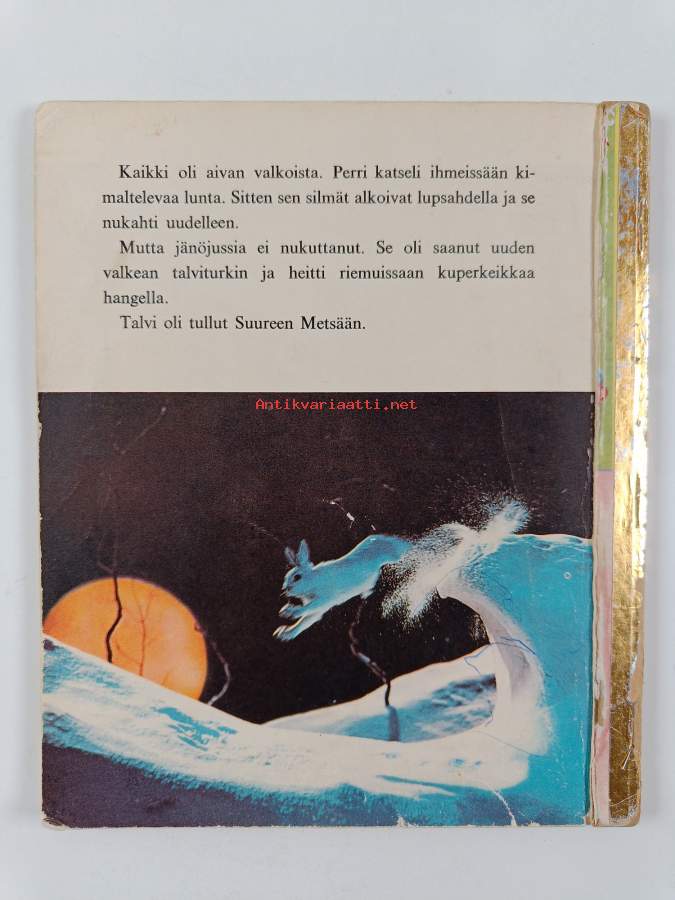 Kaikki oli aivan valkoista. Perri katseli ihmeissään ki-
maltelevaa lunta. Sitten sen silmät alkoivat lupsahdella ja se
nukahti uudelleen.
Mutta jänöjussia ei nukuttanut. Se oli saanut uuden
valkean talviturkin ja heitti riemuissaan kuperkeikkaa
hangella.
Talvi oli tullut Suureen Metsään.
Antikvariaatti.net